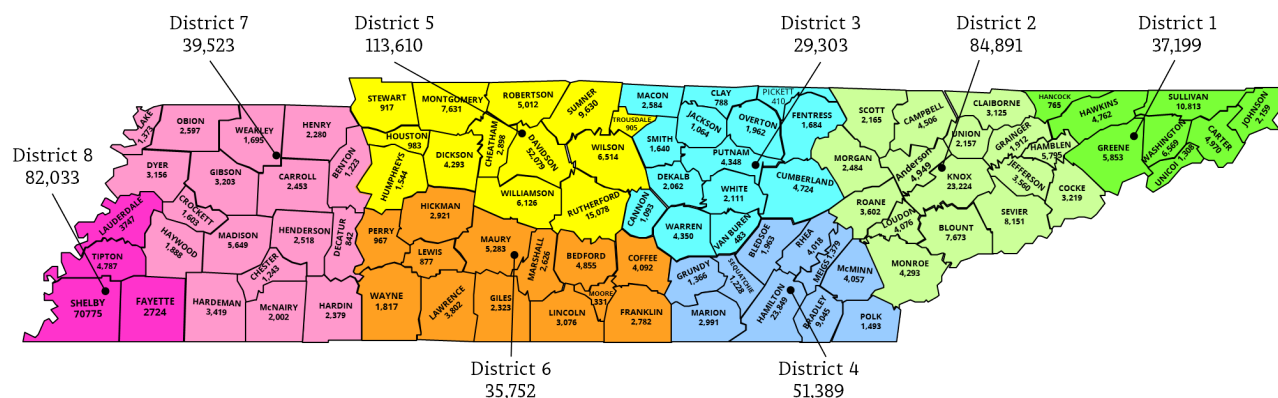 District 7
39,523
District 5
113,610
District 3
29,303
District 2
84,891
District 1
37,199
District 8
82,033
District 6
35,752
District 4
51,389
LAKE
1,373
OBION
2,597
WEAKLEY
1,695
HENRY
2,280
BENTON
1,223
DYER
3,156
GIBSON
3,203
CARROLL
2,453
CROCKETT
1,603
HAYWOOD
1,888
MADISON
5,649
HENDERSON
2,518
DECATUR
842
CHESTER
1,243
HARDEMAN
3,419
McNAIRY
2,002
HARDIN
2,379
LAUDERDALE
3747
TIPTON
4,787
SHELBY
70775
FAYETTE
2724
STEWART
917
MONTGOMERY
7,631
ROBERTSON
5,012
SUMNER
9,630
TROUSDALE
905
HOUSTON
983
HUMPHREYS
1,544
DICKSON
4,293
CHEATHAM
2,898
DAVIDSON
52,079
WILSON
6,514
WILLIAMSON
6,126
RUTHERFORD
15,078
HICKMAN
2,921
PERRY
967
LEWIS
877
MAURY
5,283
MARSHALL
2,626
BEDFORD
4,855
COFFEE
4,092
WAYNE
1,817
LAWRENCE
3,802
GILES
2,323
LINCOLN
3,076
MOORE
331
FRANKLIN
2,782
MACON
2,584
CLAY
788
PICKETT
410
JACKSON
1,064
OVERTON
1,962
FENTRESS
1,684
SMITH
1,640
PUTNAM
4,348
DEKALB
2,062
WHITE
2,111
CUMBERLAND
4,724
CANNON
1,093
WARREN
4,350
VAN BUREN
483
GRUNDY
1,366
SEQUATCHIE
1,228
BLEDSOE
1,963
RHEA
4,018
MEIGS 1,379
McMINN
4,057
MARION
2,991
HAMILTON
23,849
BRADLEY
9,045
POLK
1,493
SCOTT
2,165
CAMPBELL
4,506
CLAIBORNE
3,125
UNION
2,157
GRAINGER
1,912
HAMBLEN
5,795
MORGAN
2,484
Anderson
4,949
KNOX
23,224
JEFFERSON
3,560
COCKE
3,219
ROANE
3,602
LOUDON
4,076
BLOUNT
7,673
SEVIER
8,151
MONROE
4,293
HANCOCK
765
HAWKINS
4,762
SULLIVAN
10,813
JOHNSON
2,159
GREENE
5,853
WASHINGTON
6,569
CARTER
4,970
UNICOI 1,308